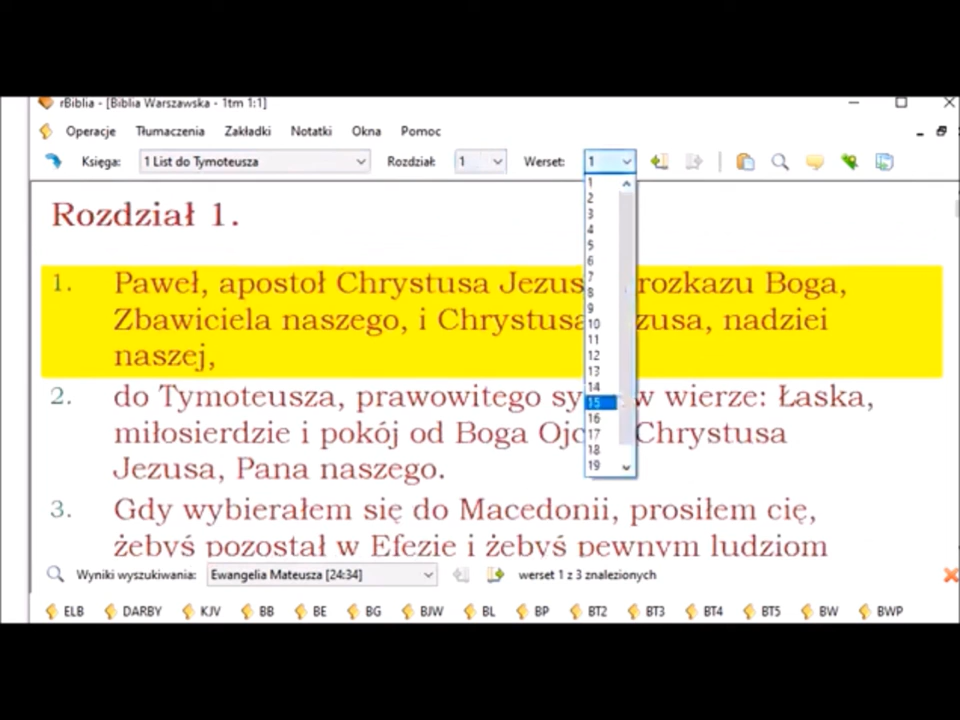 rBiblia - [Biblia Warszawska - 1tm 1:1]
Operacje Tłumaczenia Zakładki Notatki Okna Pomoc
Księga: 1 List do Tymoteusza Rozdział: 1 Werset: 1
1
2
3
4
5
6
7
8
9
10
11
12
13
14
15
16
17
18
19
Rozdział 1.
1. Paweł, apostoł Chrystusa Jezus rozkazu Boga,
Zbawiciela naszego, i Chrystusa zusa, nadziei
naszej,
2. do Tymoteusza, prawowitego sy w wierze: Łaska,
miłosierdzie i pokój od Boga Ojc Chrystusa
Jezusa, Pana naszego.
3. Gdy wybierałem się do Macedonii, prosiłem cię,
żebyś pozostał w Efezie i żebyś pewnym ludziom
Wyniki wyszukiwania: Ewangelia Mateusza [24:34] werset 1 z 3 znalezionych
ELB DARBY KJV BB BE BG BJW BL BP BT2 BT3 BT4 BT5 BW BWP